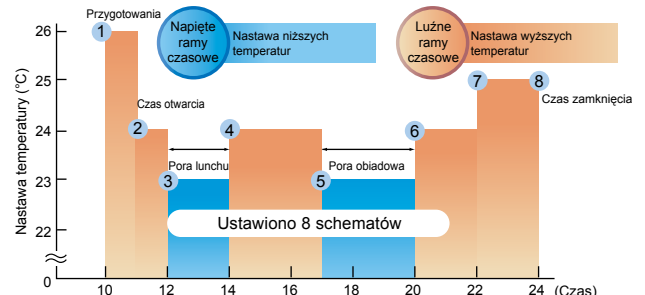 Przygotowania
Napięte
ramy
czasowe
Nastawa niższych
temperatur
Luźne
ramy
czasowe
Nastawa wyższych
temperatur
Nastawa temperatury (°C)
26
25
24
23
22
0
1
Czas otwarcia
2
3
Pora lunchu
4
5
Pora obiadowa
6
7
8
Czas zamknięcia
Ustawiono 8 schematów
10 12 14 16 18 20 22 24 (Czas)